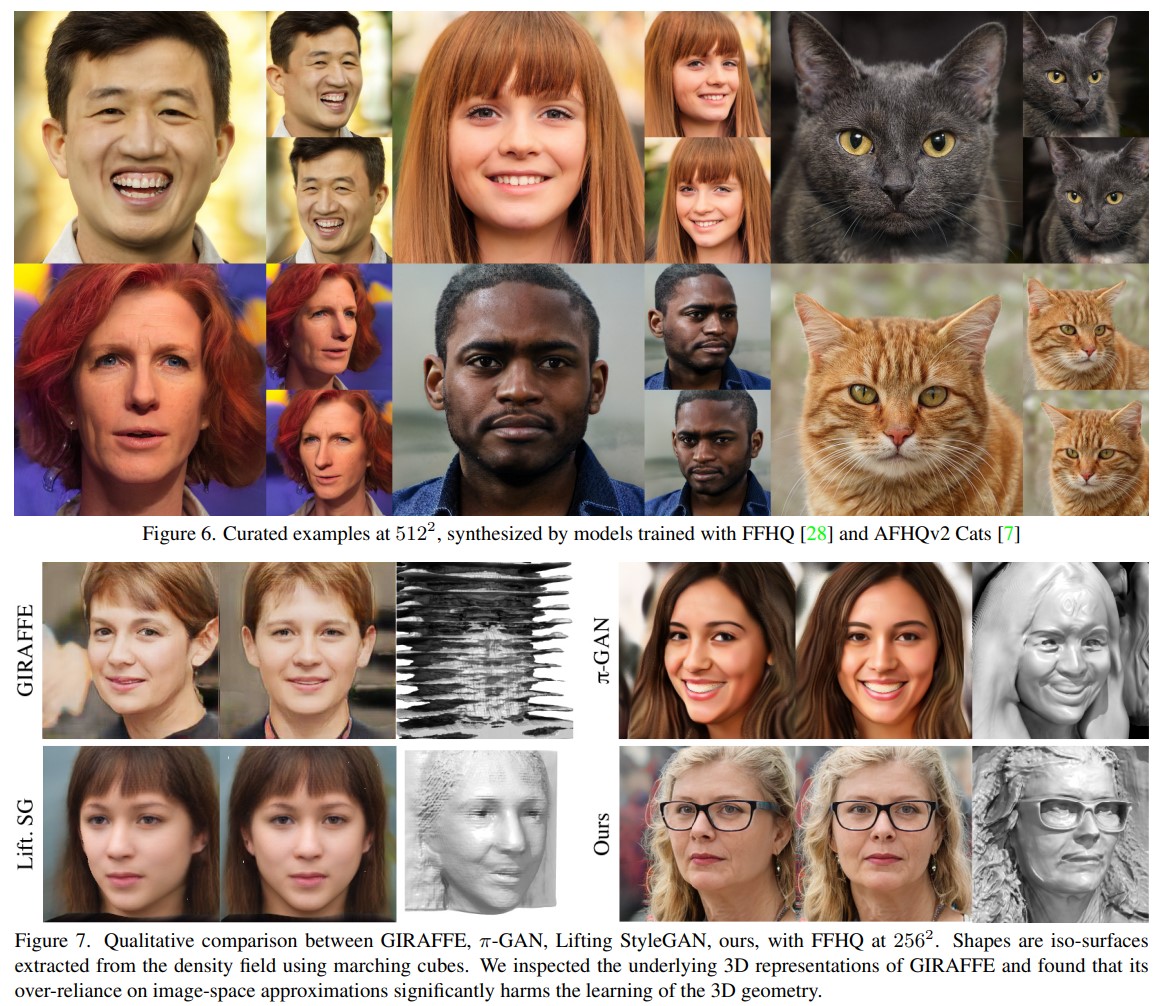 Figure 6. Curated examples at 512², synthesized by models trained with FFHQ [28] and AFHQv2 Cats [7]
GIRAFFE
π-GAN
Lift. SG
Ours
Figure 7. Qualitative comparison between GIRAFFE, π-GAN, Lifting StyleGAN, ours, with FFHQ at 256². Shapes are iso-surfaces
extracted from the density field using marching cubes. We inspected the underlying 3D representations of GIRAFFE and found that its
over-reliance on image-space approximations significantly harms the learning of the 3D geometry.